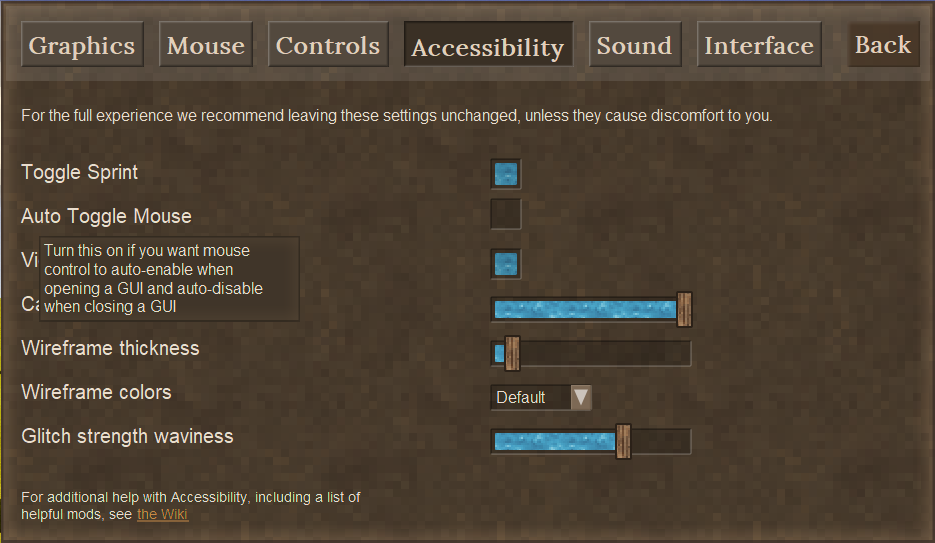 Graphics Mouse Controls Accessibility Sound Interface Back
For the full experience we recommend leaving these settings unchanged, unless they cause discomfort to you.
Toggle Sprint
Auto Toggle Mouse
Turn this on if you want mouse
control to auto-enable when
opening a GUI and auto-disable
when closing a GUI
Wireframe thickness
Wireframe colors
Default
Glitch strength waviness
For additional help with Accessibility, including a list of
helpful mods, see the Wiki